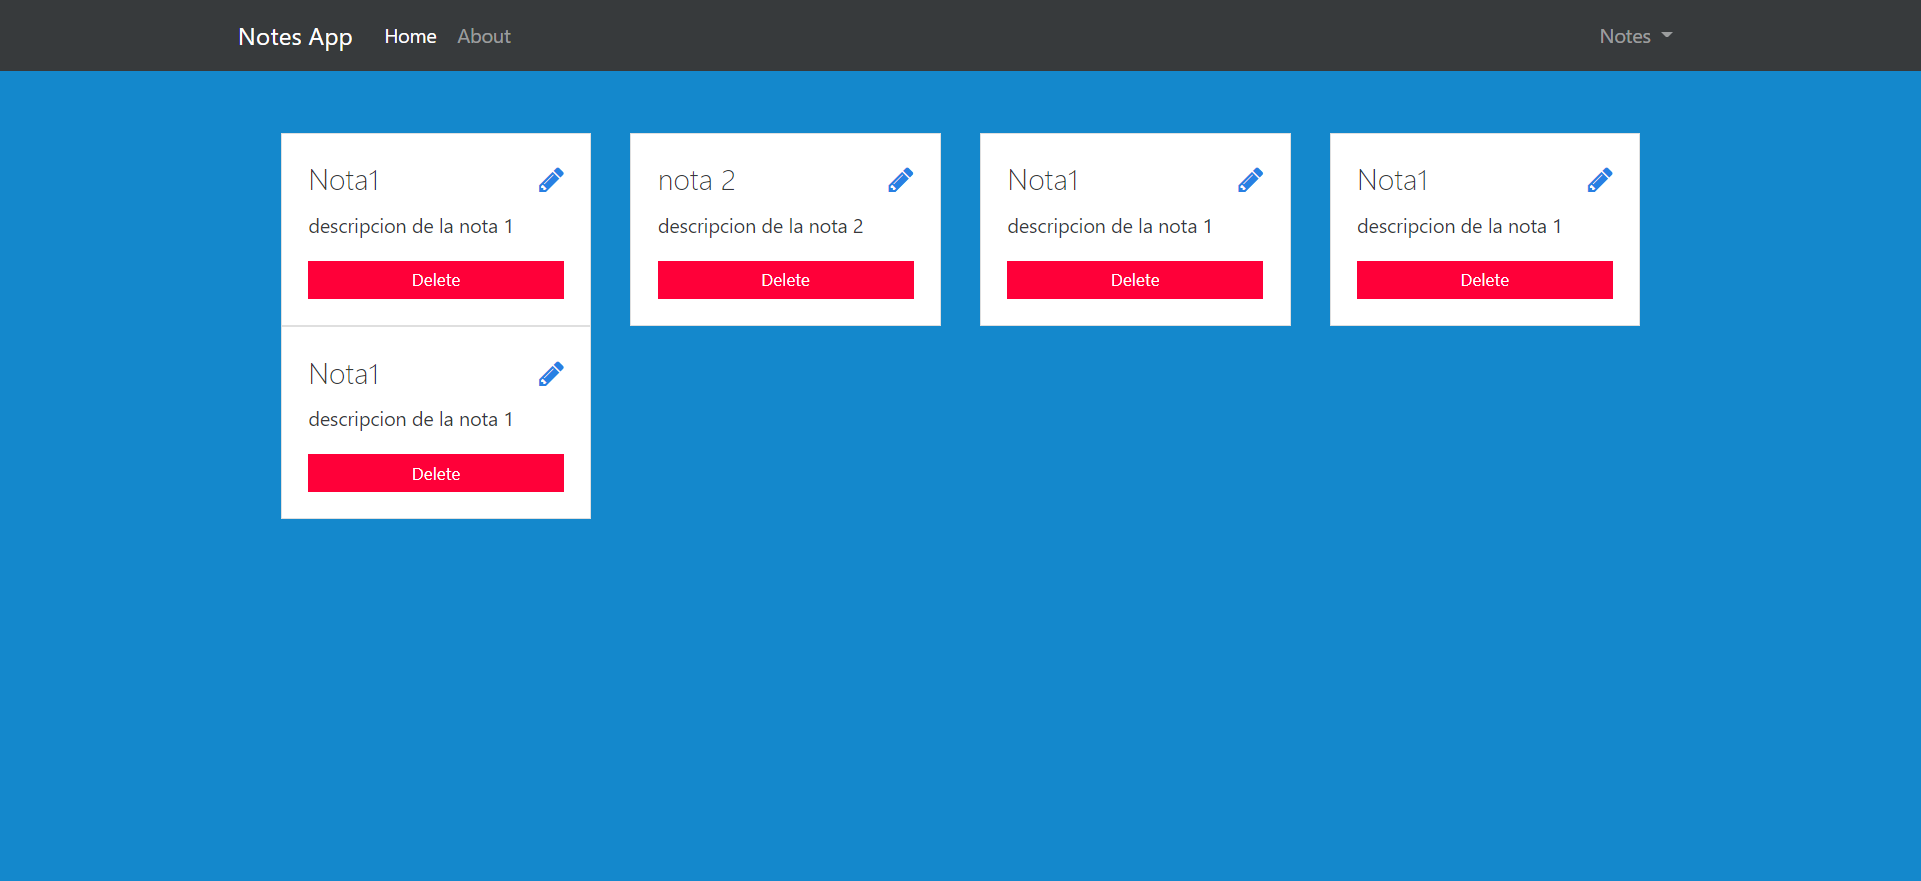 Notes App Home About Notes
Nota1
descripcion de la nota 1
Delete
nota 2
descripcion de la nota 2
Delete
Nota1
descripcion de la nota 1
Delete
Nota1
descripcion de la nota 1
Delete
Nota1
descripcion de la nota 1
Delete